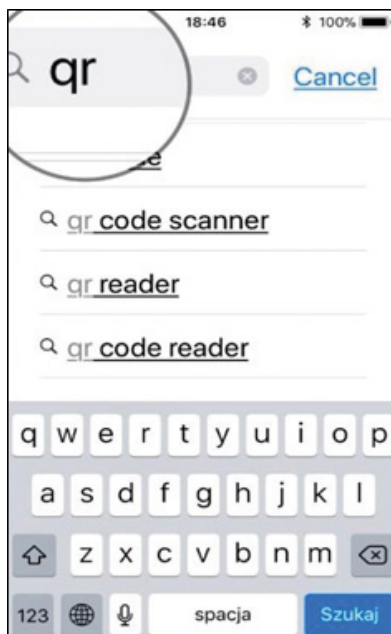 18:46 100%
qr Cancel
qr code scanner
qr reader
qr code reader
q w e r t y u i o p
a s d f g h j k l
z x c v b n m
123 spacja Szukaj